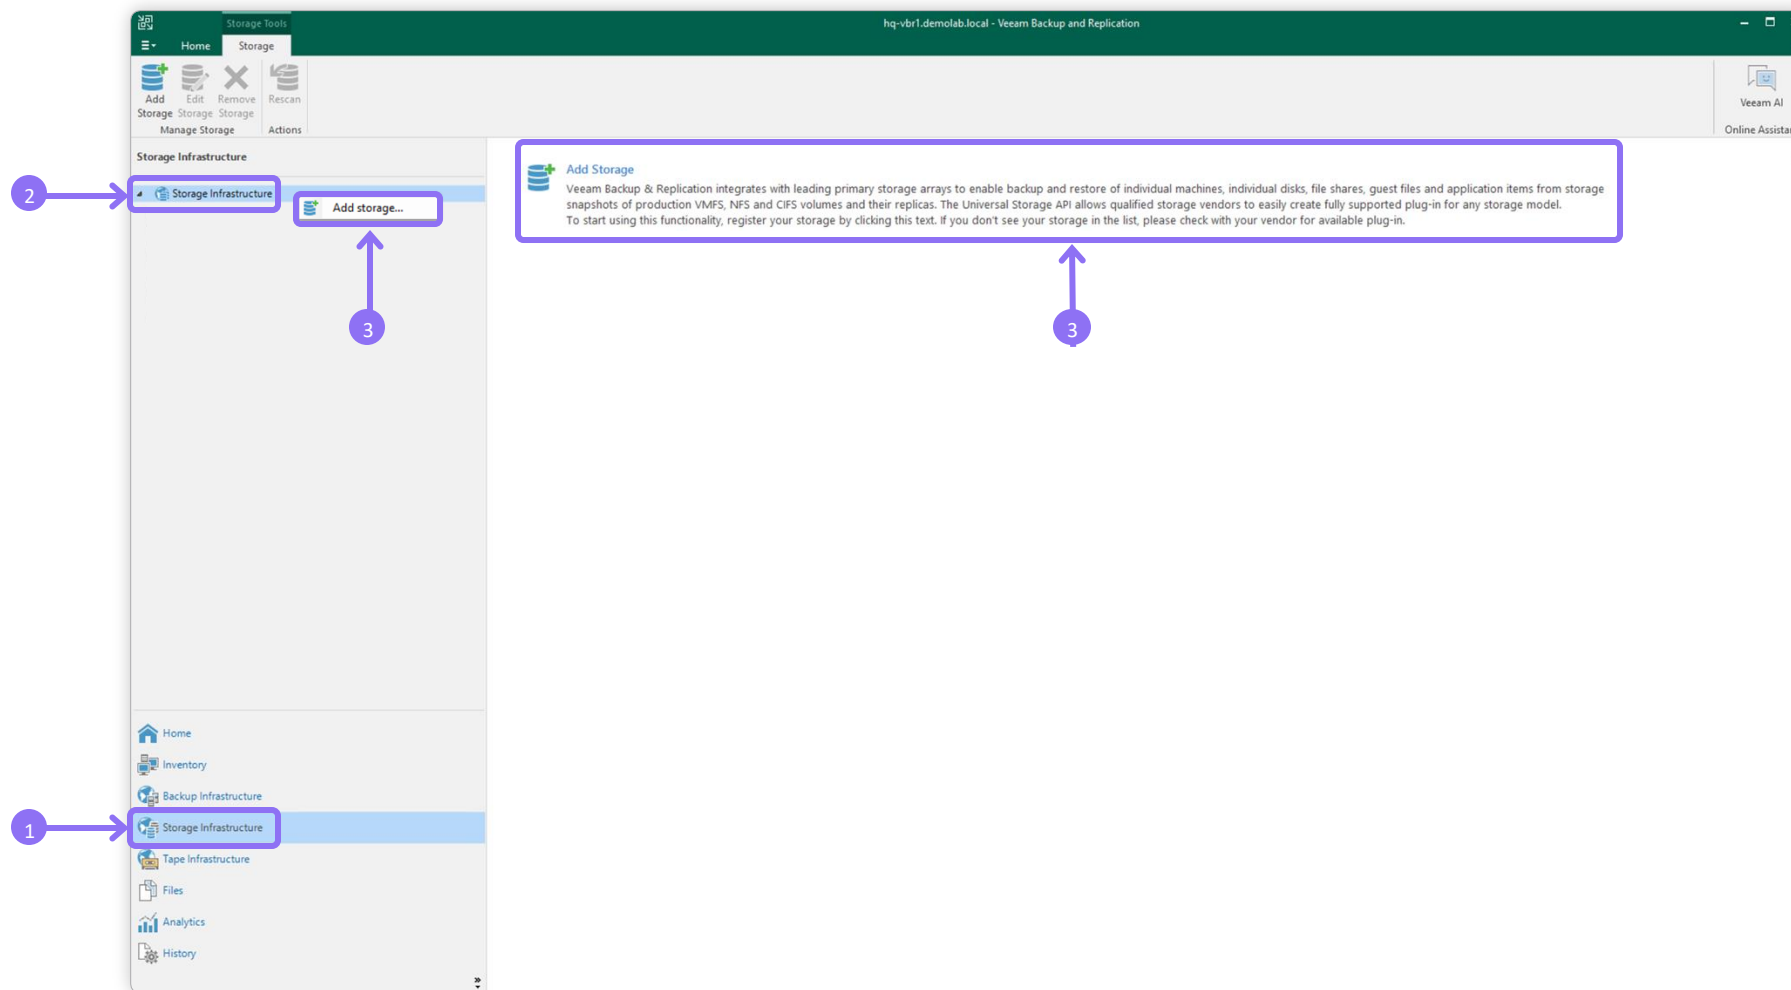 Storage Tools
hq-vbr1.demolab.local - Veeam Backup and Replication
Home Storage
Add Storage
Edit Storage
Remove Storage
Rescan
Manage Storage
Actions
Veeam AI
Online Assista
Storage Infrastructure
2
Storage Infrastructure
Add storage...
3
Add Storage
Veeam Backup & Replication integrates with leading primary storage arrays to enable backup and restore of individual machines, individual disks, file shares, guest files and application items from storage
snapshots of production VMFS, NFS and CIFS volumes and their replicas. The Universal Storage API allows qualified storage vendors to easily create fully supported plug-in for any storage model.
To start using this functionality, register your storage by clicking this text. If you don't see your storage in the list, please check with your vendor for available plug-in.
3
Home
Inventory
Backup Infrastructure
1
Storage Infrastructure
Tape Infrastructure
Files
Analytics
History